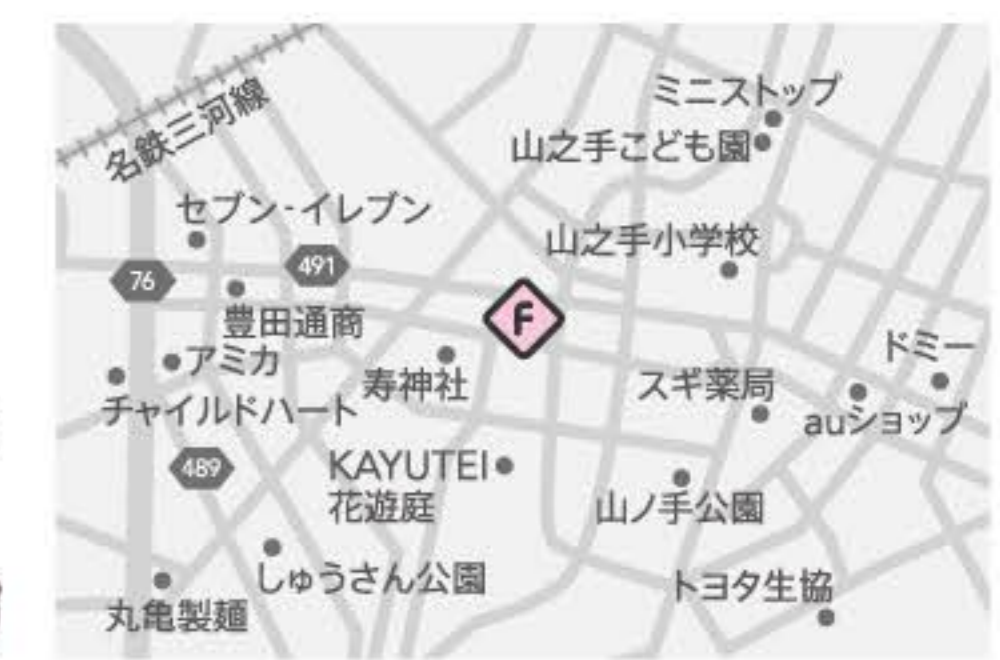 ミニストップ
山之手こども園
名鉄三河線
セブン-イレブン
山之手小学校
491
76
F
豊田通商
アミカ
寿神社
スギ薬局
ドミー
チャイルドハート
auショップ
489
KAYUTEI
花遊庭
山ノ手公園
しゅうさん公園
トヨタ生協
丸亀製麺